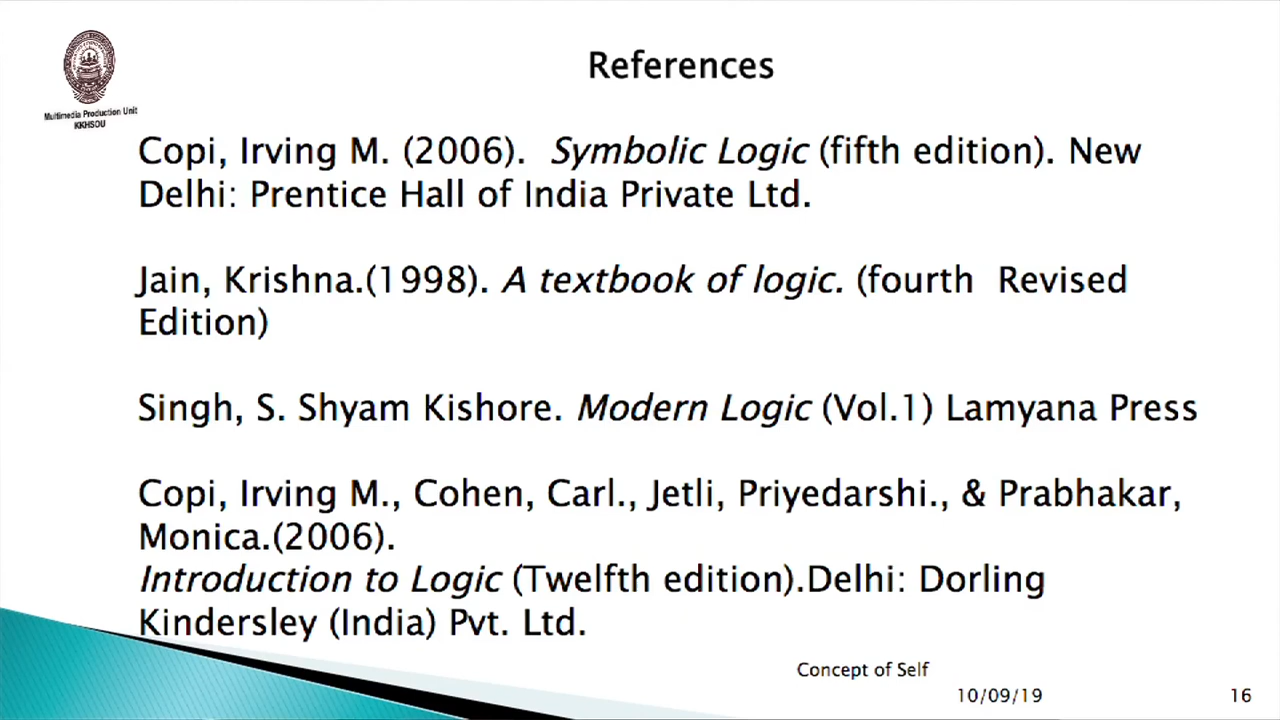 References
Multimedia Production Unit
KKHSOU
Copi, Irving M. (2006).  Symbolic Logic (fifth edition). New
Delhi: Prentice Hall of India Private Ltd.
Jain, Krishna.(1998). A textbook of logic. (fourth  Revised
Edition)
Singh, S. Shyam Kishore. Modern Logic (Vol.1) Lamyana Press
Copi, Irving M., Cohen, Carl., Jetli, Priyedarshi., & Prabhakar,
Monica.(2006).
Introduction to Logic (Twelfth edition).Delhi: Dorling
Kindersley (India) Pvt. Ltd.
Concept of Self
10/09/19
16